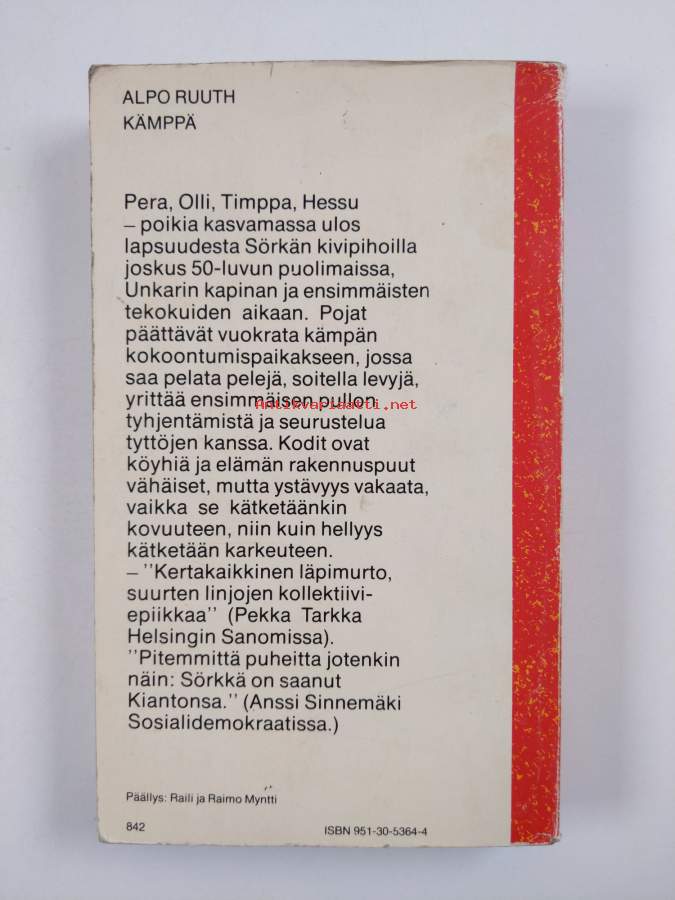 ALPO RUUTH
KÄMPPÄ
Pera, Olli, Timppa, Hessu
– poikia kasvamassa ulos
lapsuudesta Sörkän kivipihoilla
joskus 50-luvun puolimaissa,
Unkarin kapinan ja ensimmäisten
tekokuiden aikaan. Pojat
päättävät vuokrata kämpän
kokoontumispaikakseen, jossa
saa pelata pelejä, soitella levyjä,
yrittää ensimmäisen pullon
Antikvariaatti.net
tyhjentämistä ja seurustelua
tyttöjen kanssa. Kodit ovat
köyhiä ja elämän rakennuspuut
vähäiset, mutta ystävyys vakaata,
vaikka se kätketäänkin
kovuuteen, niin kuin hellyys
kätketään karkeuteen.
– ''Kertakaikkinen läpimurto,
suurten linjojen kollektiivi-
epiikkaa'' (Pekka Tarkka
Helsingin Sanomissa).
''Pitemmittä puheitta jotenkin
näin: Sörkkä on saanut
Kiantonsa.'' (Anssi Sinnemäki
Sosialidemokraatissa.)
Päällys: Raili ja Raimo Myntti
842
ISBN 951-30-5364-4